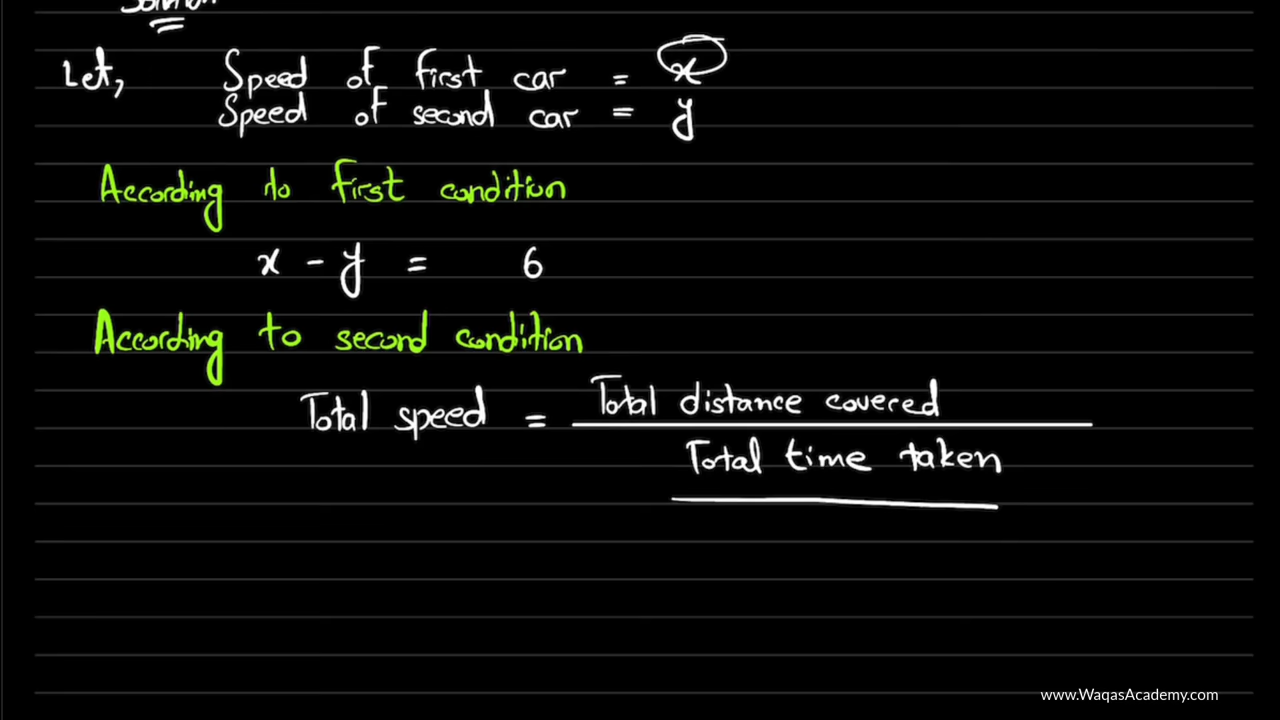 Solution
Let, Speed of first car = x
Speed of second car = y
According to first condition
x - y = 6
According to second condition
Total speed = Total distance covered
Total time taken
www.WaqasAcademy.com